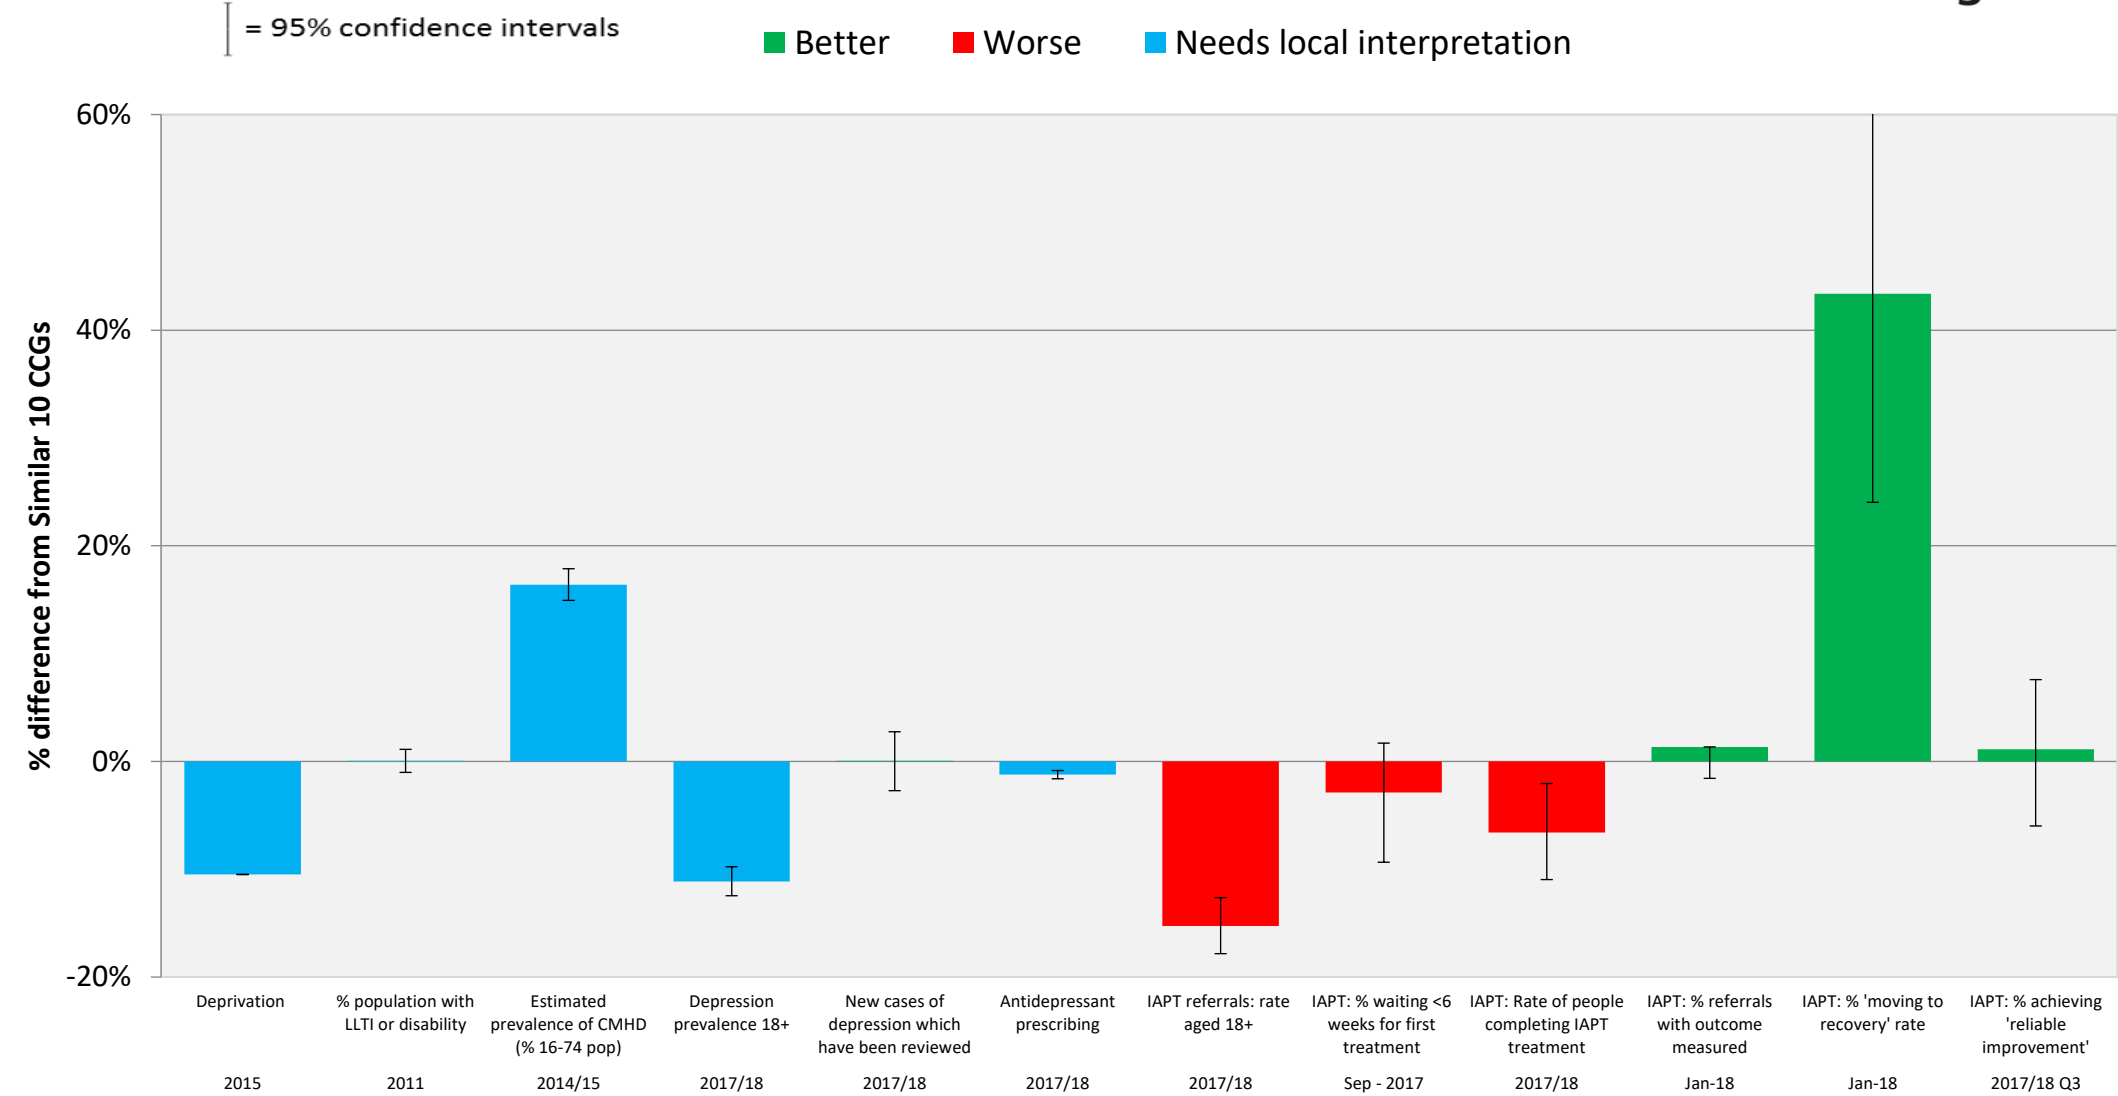 = 95% confidence intervals
Better
Worse
Needs local interpretation
% difference from Similar 10 CCGs
60%
40%
20%
0%
-20%
Deprivation
2015
% population with
LLTI or disability
2011
Estimated
prevalence of CMHD
(% 16-74 pop)
2014/15
Depression
prevalence 18+
2017/18
New cases of
depression which
have been reviewed
2017/18
Antidepressant
prescribing
2017/18
IAPT referrals: rate
aged 18+
2017/18
IAPT: % waiting <6
weeks for first
treatment
Sep - 2017
IAPT: Rate of people
completing IAPT
treatment
2017/18
IAPT: % referrals
with outcome
measured
Jan-18
IAPT: % 'moving to
recovery' rate
Jan-18
IAPT: % achieving
'reliable
improvement'
2017/18 Q3